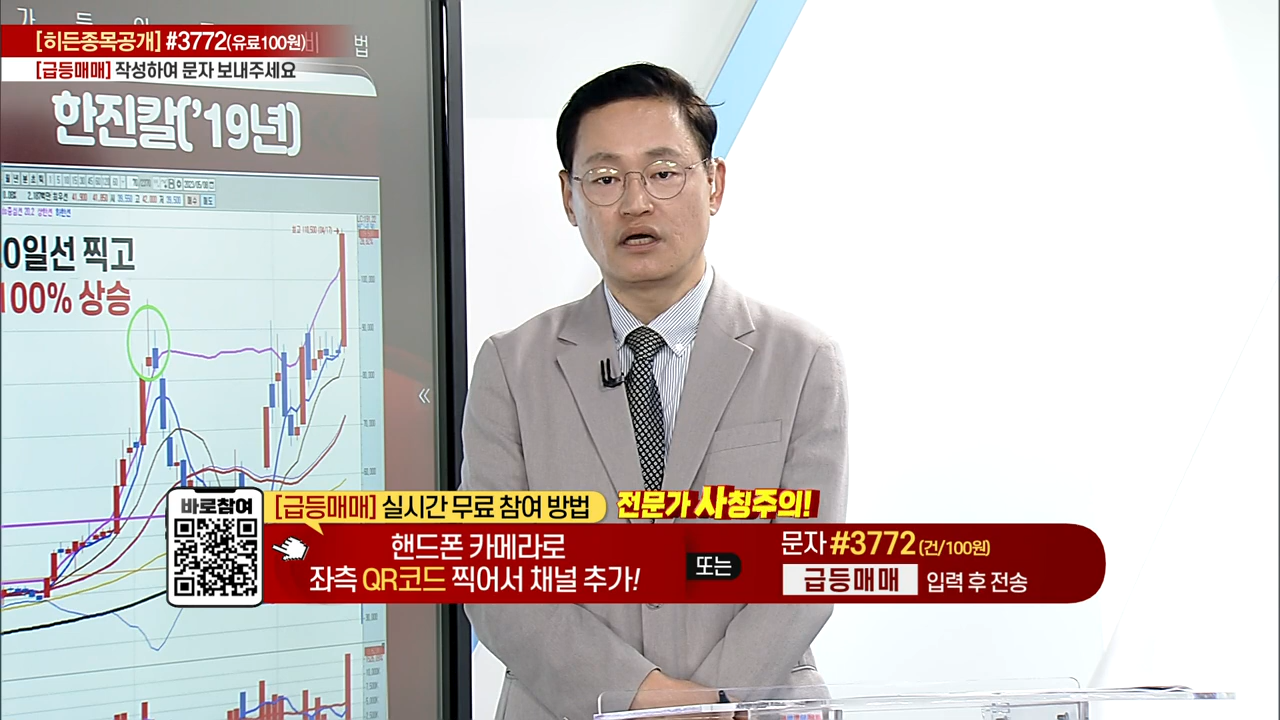 [히든종목공개] #3772(유료100원)
[급등매매] 작성하여 문자 보내주세요
법
한진칼('19년)
0일선 찍고
100% 상승
바로참여
[급등매매] 실시간 무료 참여 방법
전문가 사칭주의!
핸드폰 카메라로
좌측 QR코드 찍어서 채널 추가!
또는
문자 #3772 (건/100원)
급등매매 입력 후 전송